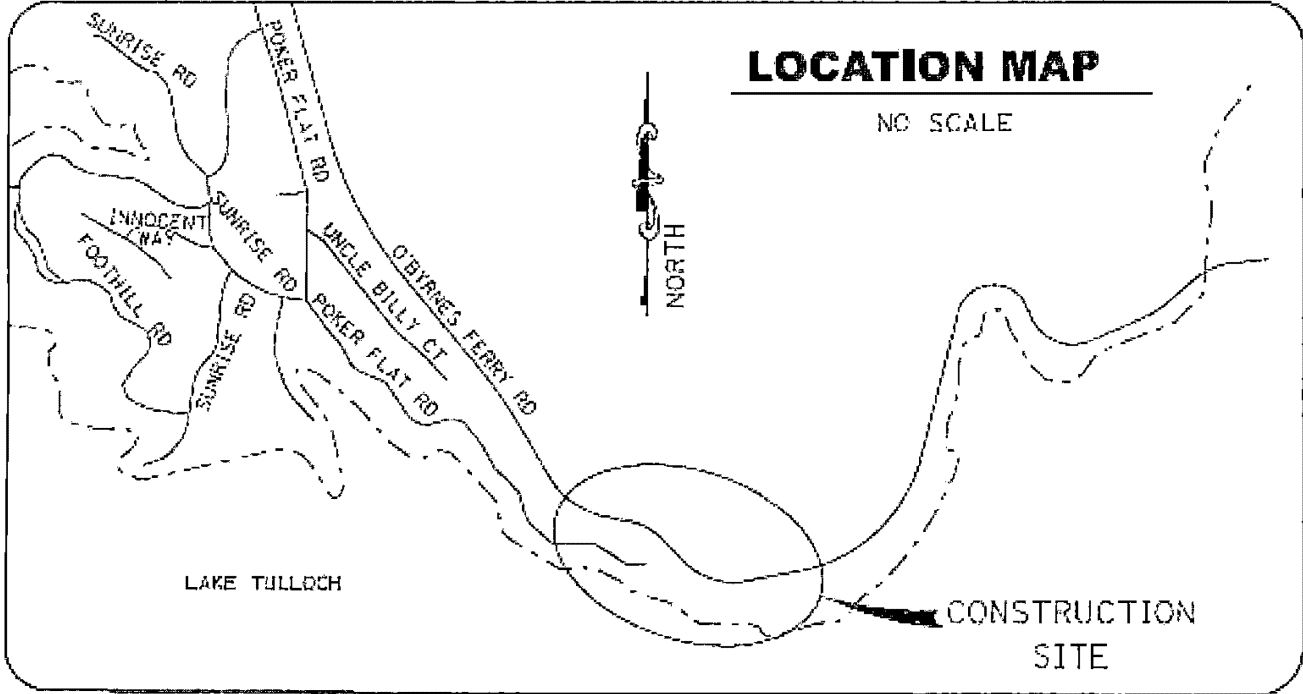 LOCATION MAP
NO SCALE
NORTH
SUNRISE RD
POKER FLAT RD
INNOCENT
WAY
SUNRISE RD
FOOTHILL RD
SUNRISE RD
UNCLE BILLY CT
O'BYRNES FERRY RD
POKER FLAT RD
LAKE TULLOCH
CONSTRUCTION
SITE